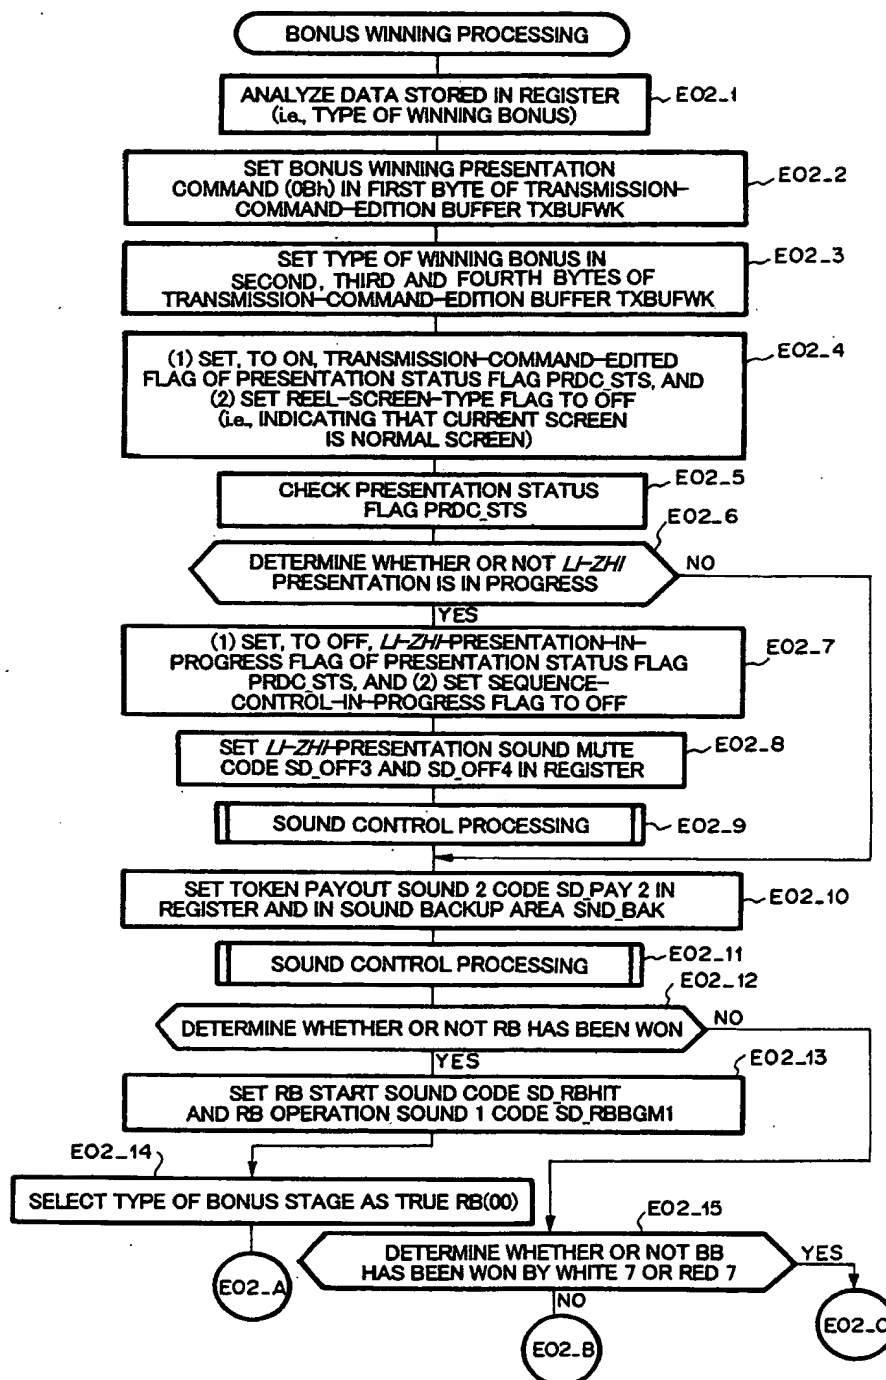 BONUS WINNING PROCESSING
ANALYZE DATA STORED IN REGISTER
(i.e., TYPE OF WINNING BONUS)
E02_1
SET BONUS WINNING PRESENTATION
COMMAND (0Bh) IN FIRST BYTE OF TRANSMISSION-
COMMAND-EDITION BUFFER TXBUFWK
E02_2
SET TYPE OF WINNING BONUS IN
SECOND, THIRD AND FOURTH BYTES OF
TRANSMISSION-COMMAND-EDITION BUFFER TXBUFWK
E02_3
(1) SET, TO ON, TRANSMISSION-COMMAND-EDITED
FLAG OF PRESENTATION STATUS FLAG PRDC_STS, AND
(2) SET REEL-SCREEN-TYPE FLAG TO OFF
(i.e., INDICATING THAT CURRENT SCREEN
IS NORMAL SCREEN)
E02_4
CHECK PRESENTATION STATUS
FLAG PRDC_STS
E02_5
E02_6
DETERMINE WHETHER OR NOT LI-ZHI
PRESENTATION IS IN PROGRESS
NO
YES
(1) SET, TO OFF, LI-ZHI-PRESENTATION-IN-
PROGRESS FLAG OF PRESENTATION STATUS FLAG
PRDC_STS, AND (2) SET SEQUENCE-
CONTROL-IN-PROGRESS FLAG TO OFF
E02_7
SET LI-ZHI-PRESENTATION SOUND MUTE
CODE SD_OFF3 AND SD_OFF4 IN REGISTER
E02_8
SOUND CONTROL PROCESSING
E02_9
SET TOKEN PAYOUT SOUND 2 CODE SD_PAY 2 IN
REGISTER AND IN SOUND BACKUP AREA SND_BAK
E02_10
SOUND CONTROL PROCESSING
E02_11
E02_12
DETERMINE WHETHER OR NOT RB HAS BEEN WON
NO
YES
E02_13
SET RB START SOUND CODE SD_RBHIT
AND RB OPERATION SOUND 1 CODE SD_RBBGM1
E02_14
SELECT TYPE OF BONUS STAGE AS TRUE RB(00)
E02_15
DETERMINE WHETHER OR NOT BB
HAS BEEN WON BY WHITE 7 OR RED 7
YES
NO
E02_A
E02_B
E02_C